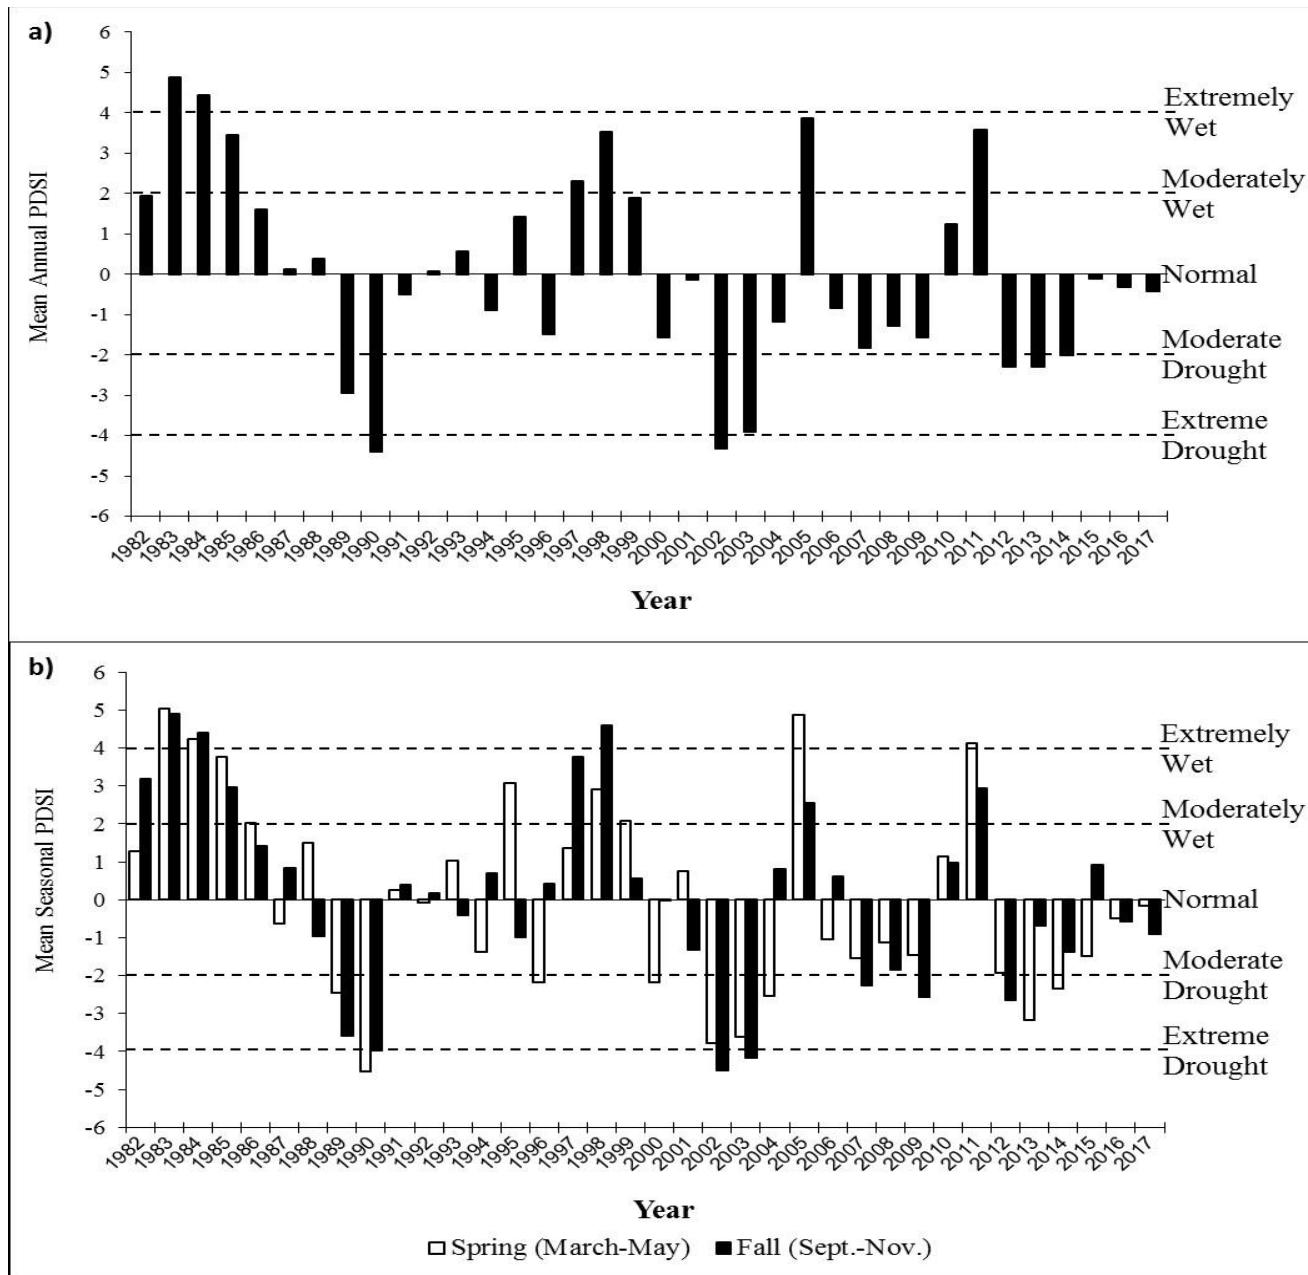 a)
6
5
4
3
2
1
0
-1
-2
-3
-4
-5
-6
Mean Annual PDSI
Extremely
Wet
Moderately
Wet
Normal
Moderate
Drought
Extreme
Drought
1982 1983 1984 1985 1986 1987 1988 1989 1990 1991 1992 1993 1994 1995 1996 1997 1998 1999 2000 2001 2002 2003 2004 2005 2006 2007 2008 2009 2010 2011 2012 2013 2014 2015 2016 2017
Year
b)
6
5
4
3
2
1
0
-1
-2
-3
-4
-5
-6
Mean Seasonal PDSI
Extremely
Wet
Moderately
Wet
Normal
Moderate
Drought
Extreme
Drought
1982 1983 1984 1985 1986 1987 1988 1989 1990 1991 1992 1993 1994 1995 1996 1997 1998 1999 2000 2001 2002 2003 2004 2005 2006 2007 2008 2009 2010 2011 2012 2013 2014 2015 2016 2017
Year
Spring (March-May) Fall (Sept.-Nov.)